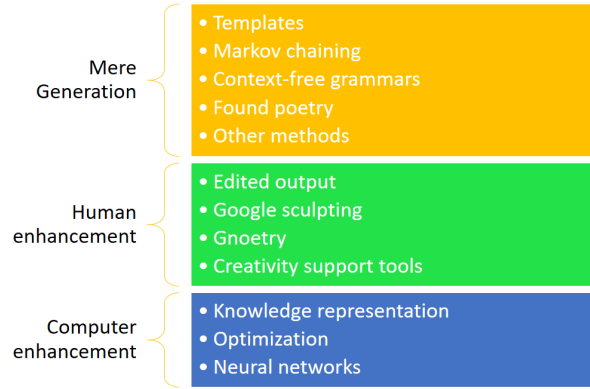 Mere
Generation
• Templates
• Markov chaining
• Context-free grammars
• Found poetry
• Other methods
Human
enhancement
• Edited output
• Google sculpting
• Gnoetry
• Creativity support tools
Computer
enhancement
• Knowledge representation
• Optimization
• Neural networks